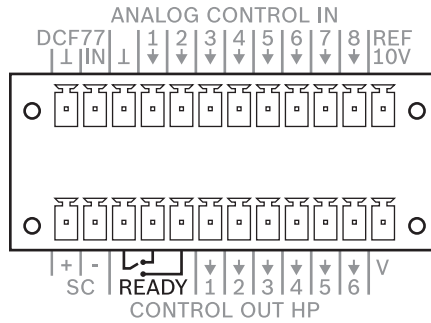 ANALOG CONTROL IN
DCF77 1 2 3 4 5 6 7 8 REF
⊥ IN ⊥ 10V
+ - 1 2 3 4 5 6 V
SC READY
CONTROL OUT HP